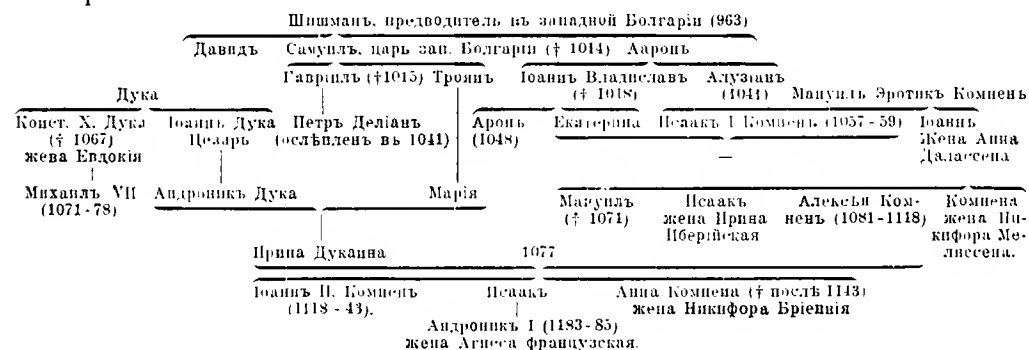 Шишманъ, предводитель въ западной Болгаріи (963)
Давидъ Самуилъ, царь зап. Болгаріи († 1014) Ааронъ
Гавріилъ (†1015) Троянъ Іоаннъ Владиславъ Алузіанъ
Дука († 1018) (1041) Мануилъ Эротикъ Комненъ
Конст. X. Дука Іоаннъ Дука Петръ Деліанъ Аронъ Екатерина Исаакъ I Комненъ (1057-59) Іоаннъ
(† 1067) Цезарь (ослѣпленъ въ 1041) (1048) Жена Анна
жена Евдокія Далассена
Михаилъ VII Андроникъ Дука Марія Мануилъ Исаакъ Алексѣй Ком- Комнена
(1071-78) († 1071) жена Ирина ненъ (1081-1118) жена Ни-
Иберійская кифора Ме-
лиссена.
Ирина Дукаина 1077
Іоаннъ II. Комненъ Исаакъ Анна Комнена († послѣ 1143)
(1118-43). жена Никифора Бріеннія
Андроникъ I (1183-85)
жена Агнеса французская.